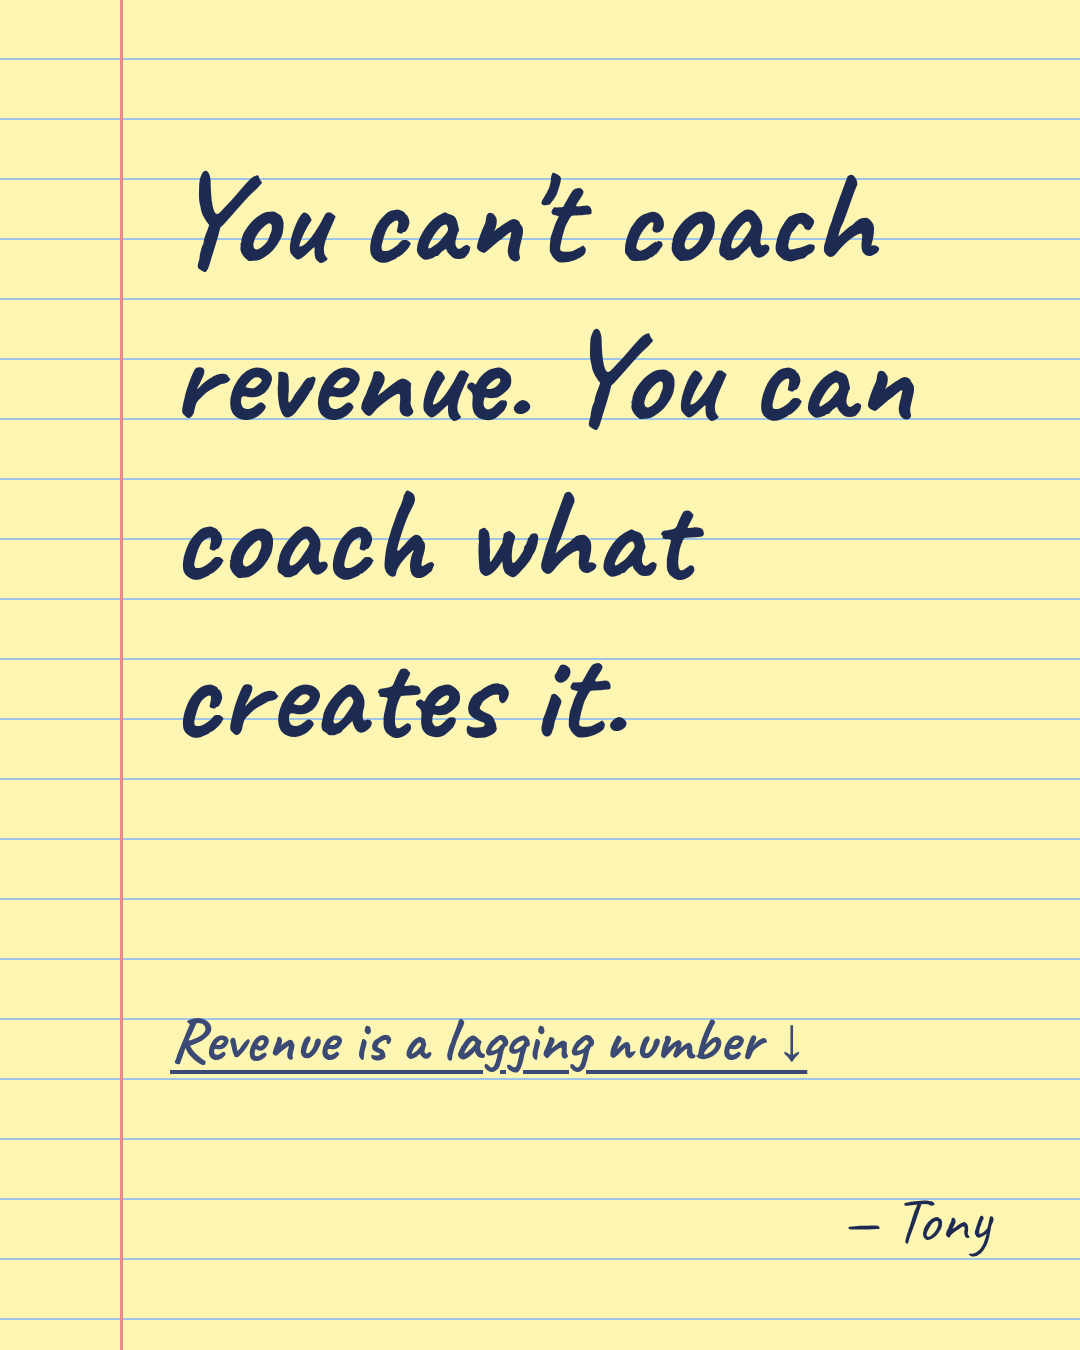 You can't coach
revenue. You can
coach what
creates it.
Revenue is a lagging number ↓
– Tony